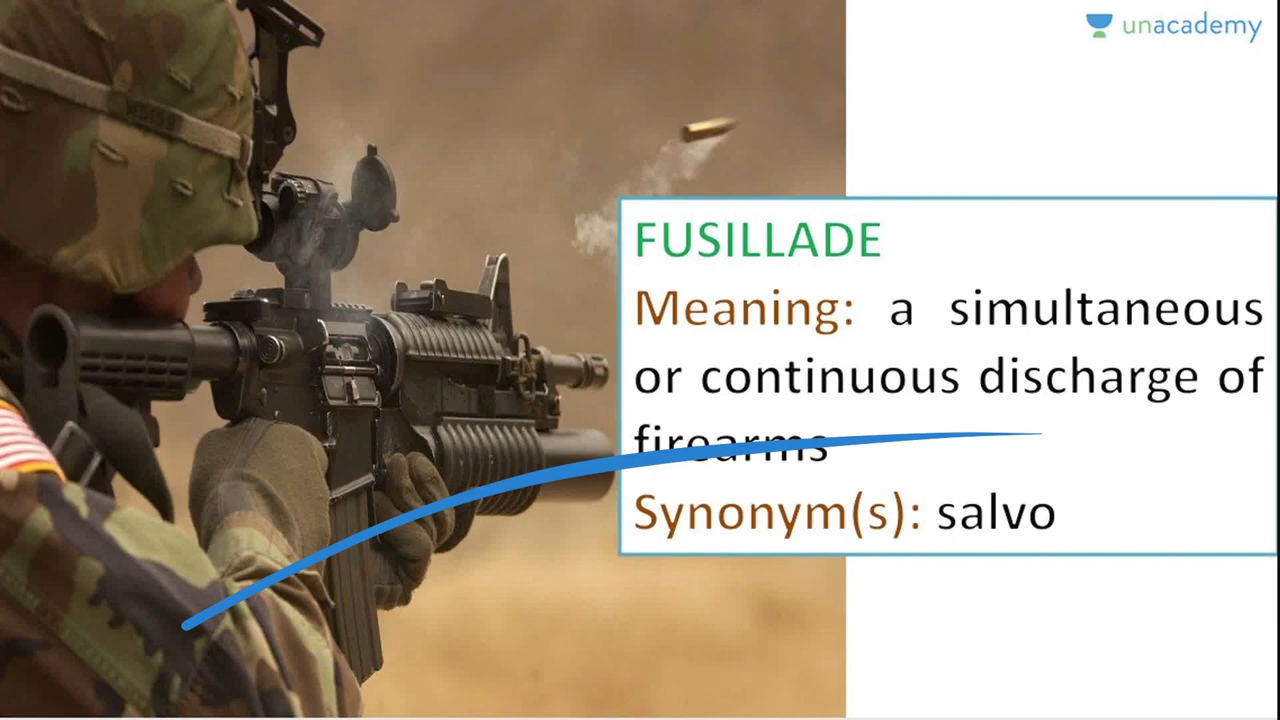 unacademy
FUSILLADE
Meaning: a simultaneous
or continuous discharge of
firearms
Synonym(s): salvo